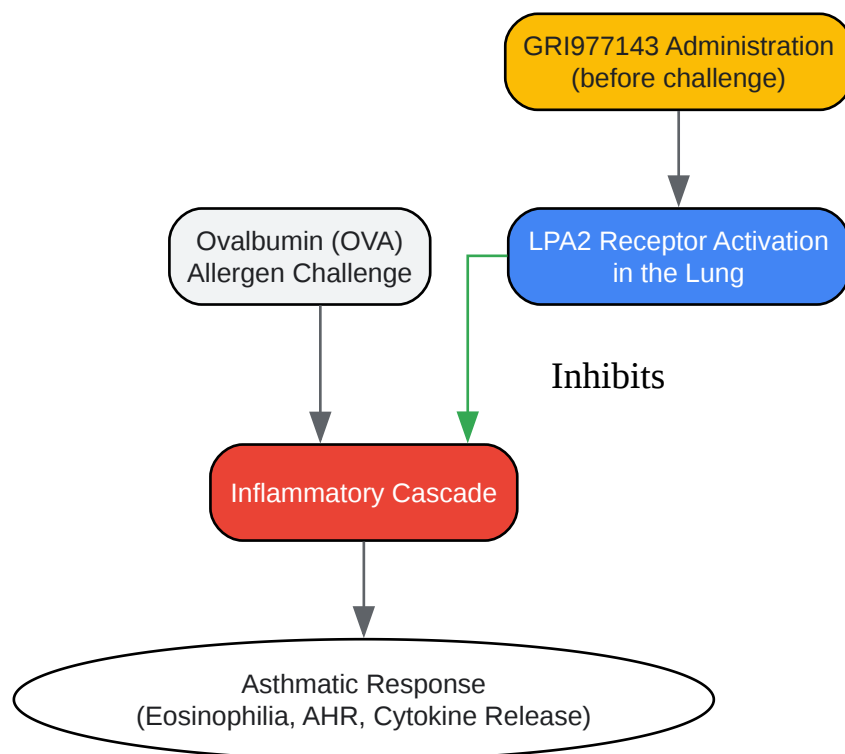 GRI977143 Administration
(before challenge)
Ovalbumin (OVA)
Allergen Challenge
LPA2 Receptor Activation
in the Lung
Inhibits
Inflammatory Cascade
Asthmatic Response
(Eosinophilia, AHR, Cytokine Release)